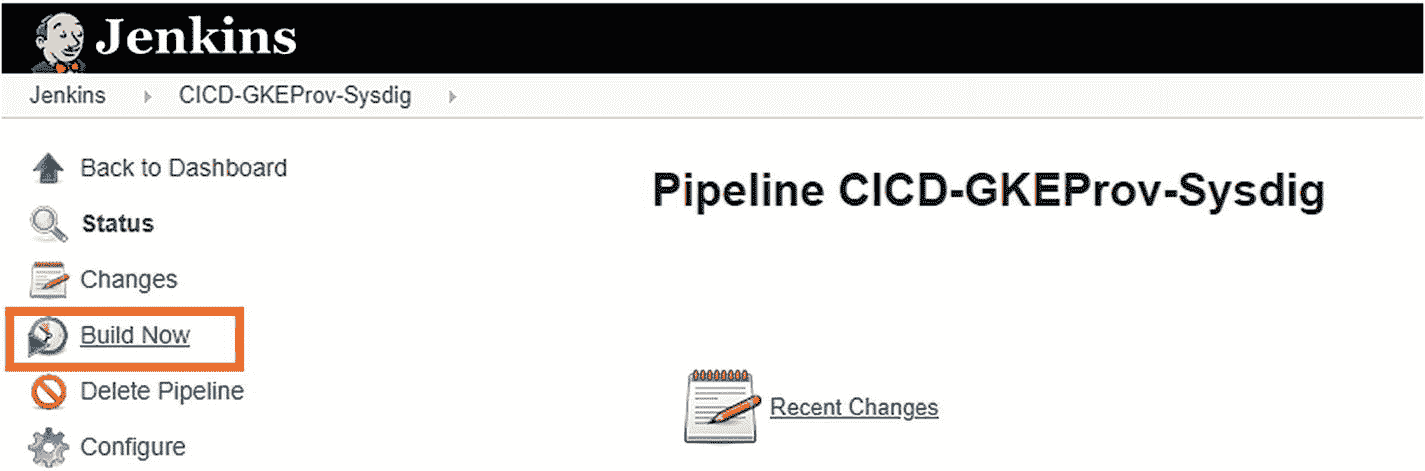 Jenkins
Jenkins CICD-GKEProv-Sysdig
Back to Dashboard
Status
Changes
Build Now
Delete Pipeline
Configure
Pipeline CICD-GKEProv-Sysdig
Recent Changes